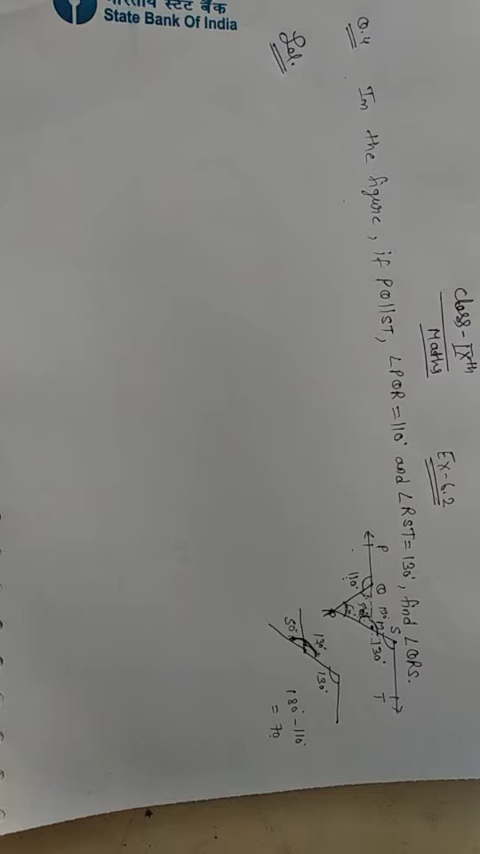 भारतीय स्टेट बैंक
State Bank Of India
Class-IXth
Maths
Ex-6.2
Q.4 In the figure, if PQ||ST, ∠PQR=110° and ∠RST=130°, find ∠QRS.
Sol.
P Q S T
110° 130°
R
130° 130°
50°
180°-110°
= 70